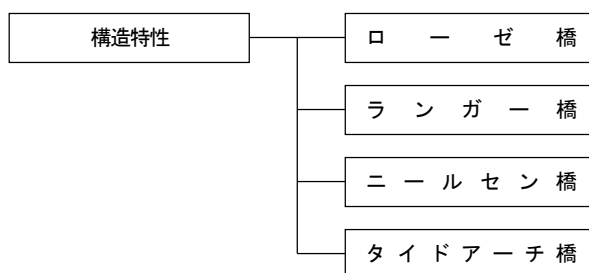 構造特性
ローゼ橋
ランガー橋
ニールセン橋
タイドアーチ橋